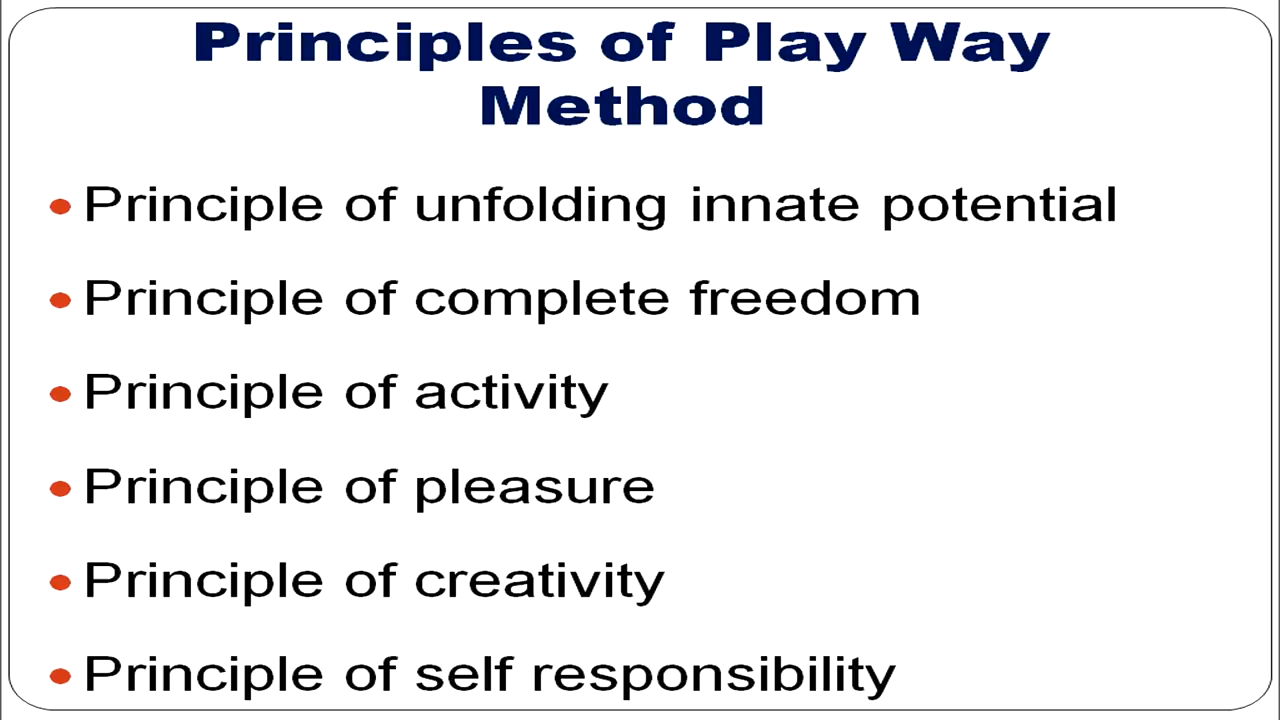 Principles of Play Way
Method
• Principle of unfolding innate potential
• Principle of complete freedom
• Principle of activity
• Principle of pleasure
• Principle of creativity
• Principle of self responsibility